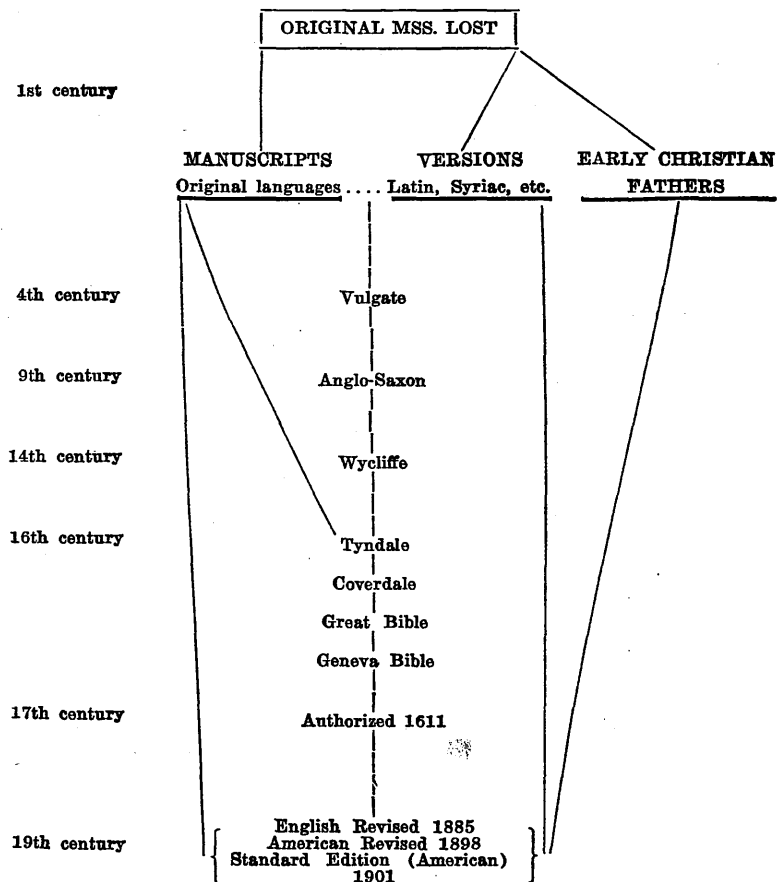 ORIGINAL MSS. LOST
1st century
MANUSCRIPTS VERSIONS EARLY CHRISTIAN
Original languages .... Latin, Syriac, etc. FATHERS
4th century Vulgate
9th century Anglo-Saxon
14th century Wycliffe
16th century Tyndale
Coverdale
Great Bible
Geneva Bible
17th century Authorized 1611
English Revised 1885
19th century American Revised 1898
Standard Edition (American)
1901